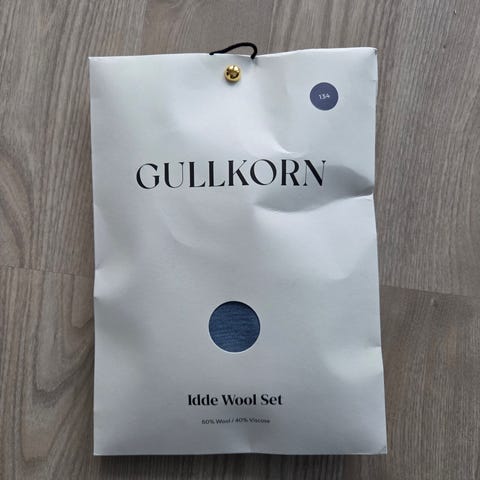 134
GULLKORN
Idde Wool Set
60% Wool / 40% Viscose